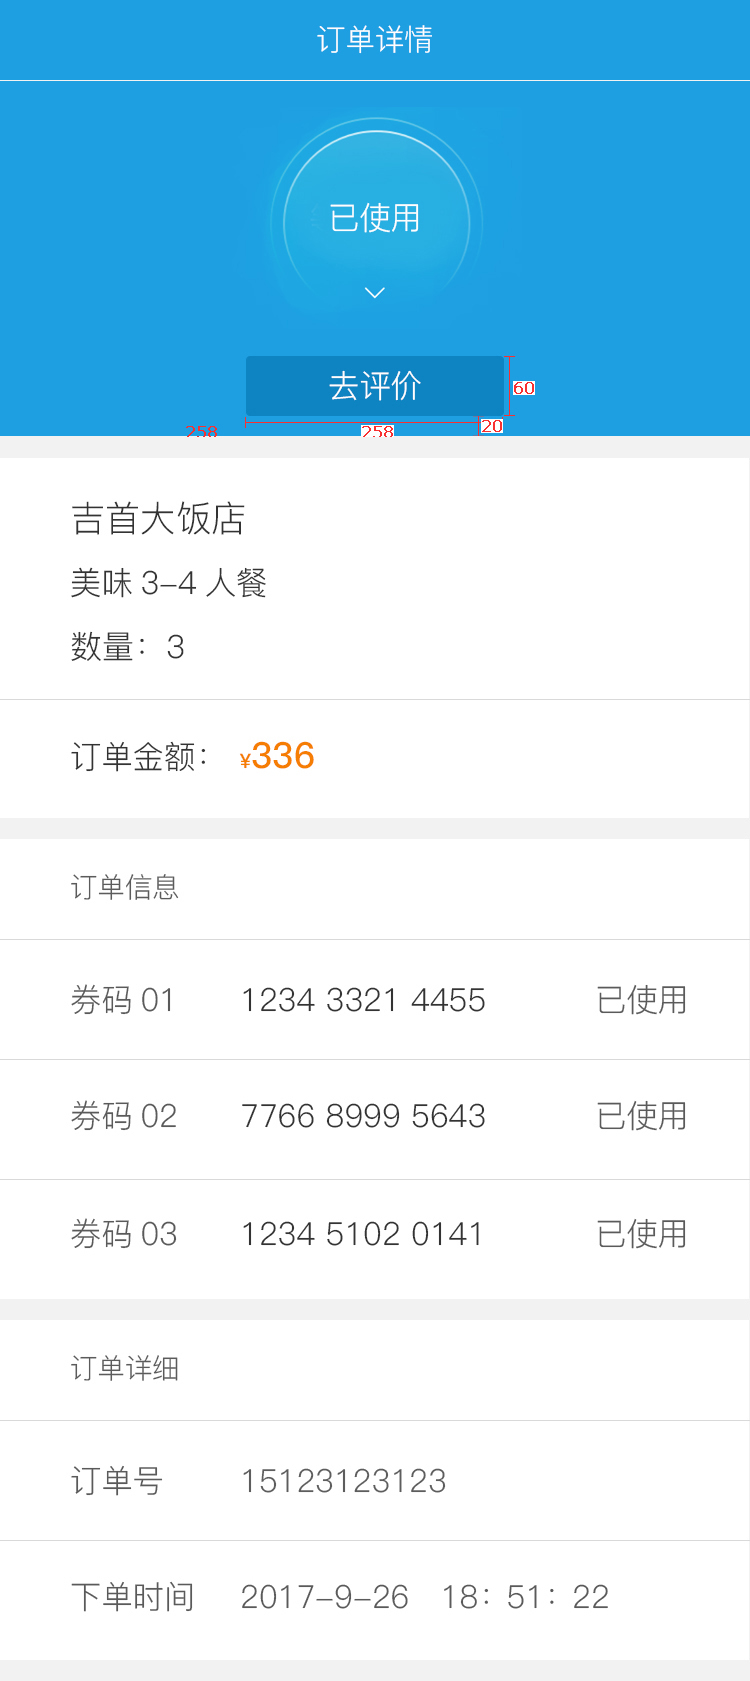 订单详情
已使用
去评价
60
20
258
258
吉首大饭店
美味 3-4 人餐
数量：3
订单金额： ¥336
订单信息
券码 01 1234 3321 4455 已使用
券码 02 7766 8999 5643 已使用
券码 03 1234 5102 0141 已使用
订单详细
订单号 15123123123
下单时间 2017-9-26 18：51：22